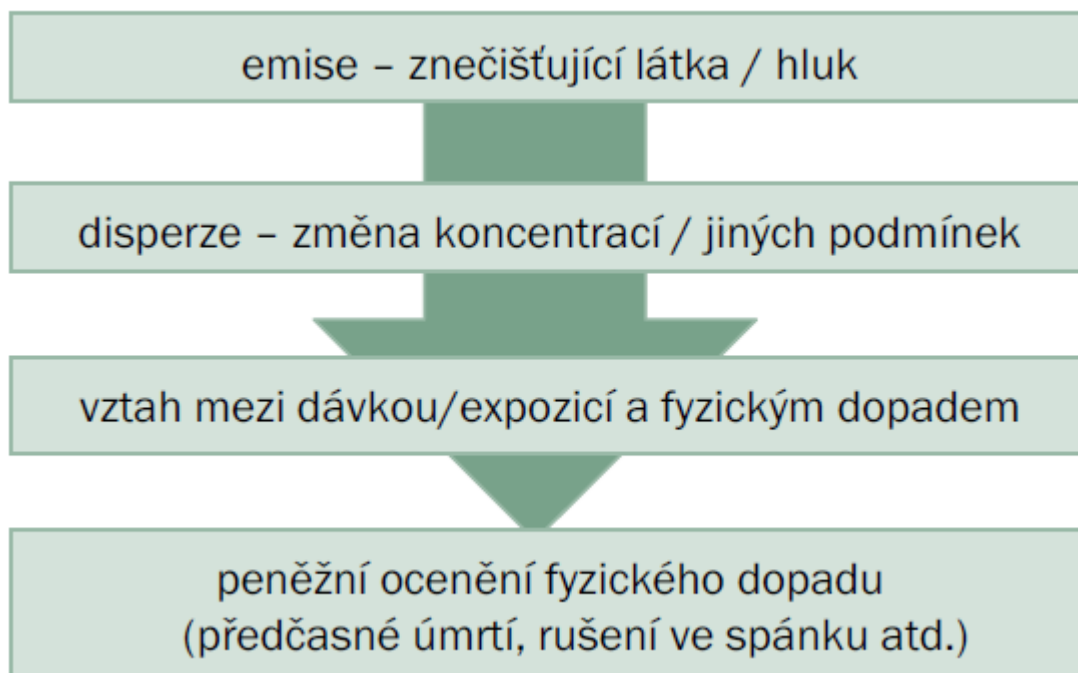 emise – znečišťující látka / hluk
disperze – změna koncentrací / jiných podmínek
vztah mezi dávkou/expozicí a fyzickým dopadem
peněžní ocenění fyzického dopadu
(předčasné úmrtí, rušení ve spánku atd.)